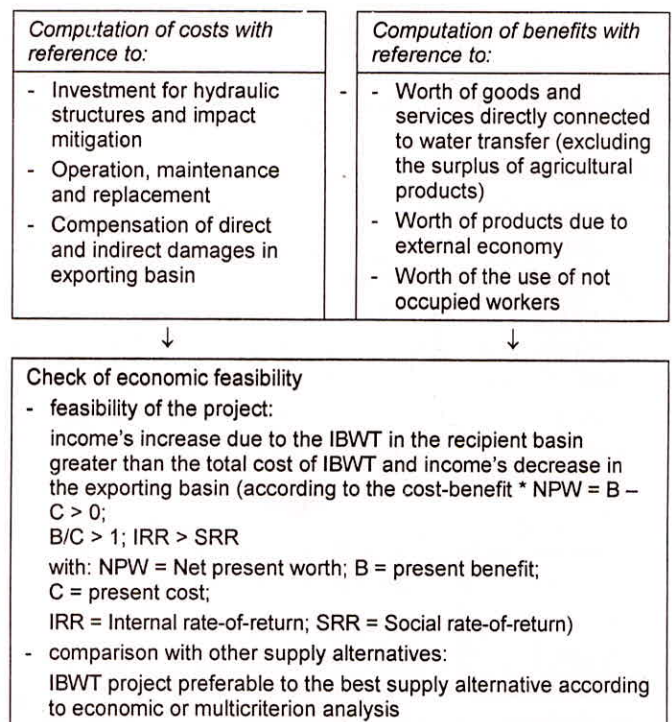 Computation of costs with
reference to:
- Investment for hydraulic
structures and impact
mitigation
- Operation, maintenance
and replacement
- Compensation of direct
and indirect damages in
exporting basin
Computation of benefits with
reference to:
- - Worth of goods and
services directly connected
to water transfer (excluding
- the surplus of agricultural
products)
- Worth of products due to
external economy
- Worth of the use of not
occupied workers
↓ ↓
Check of economic feasibility
- feasibility of the project:
income's increase due to the IBWT in the recipient basin
greater than the total cost of IBWT and income's decrease in
the exporting basin (according to the cost-benefit * NPW = B –
C > 0;
B/C > 1; IRR > SRR
with: NPW = Net present worth; B = present benefit;
C = present cost;
IRR = Internal rate-of-return; SRR = Social rate-of-return)
- comparison with other supply alternatives:
IBWT project preferable to the best supply alternative according
to economic or multicriterion analysis